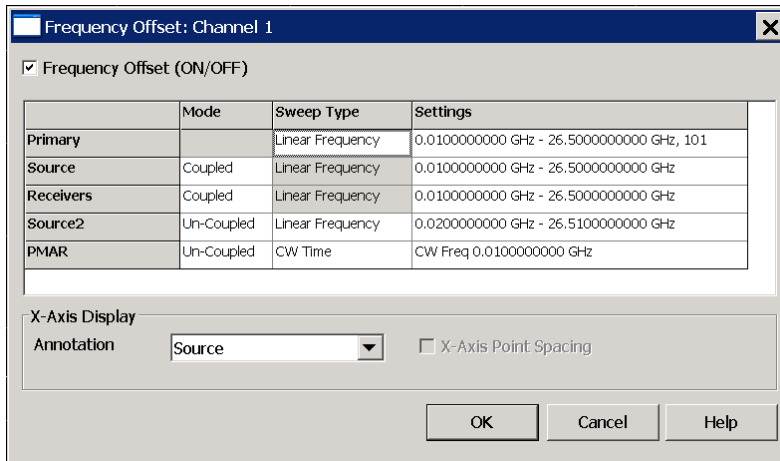 Frequency Offset: Channel 1
Frequency Offset (ON/OFF)
Mode Sweep Type Settings
Primary Linear Frequency 0.0100000000 GHz - 26.5000000000 GHz, 101
Source Coupled Linear Frequency 0.0100000000 GHz - 26.5000000000 GHz
Receivers Coupled Linear Frequency 0.0100000000 GHz - 26.5000000000 GHz
Source2 Un-Coupled Linear Frequency 0.0200000000 GHz - 26.5100000000 GHz
PMAR Un-Coupled CW Time CW Freq 0.0100000000 GHz
X-Axis Display
Annotation Source X-Axis Point Spacing
OK Cancel Help